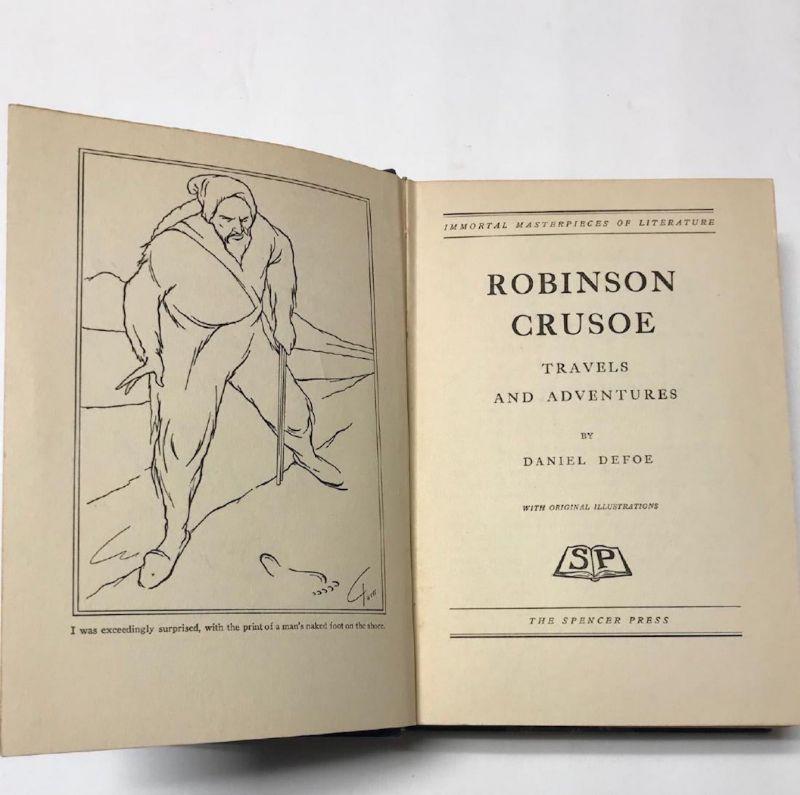 I was exceedingly surprised, with the print of a man's naked foot on the shore.
IMMORTAL MASTERPIECES OF LITERATURE
ROBINSON
CRUSOE
TRAVELS
AND ADVENTURES
BY
DANIEL DEFOE
WITH ORIGINAL ILLUSTRATIONS
SP
THE SPENCER PRESS